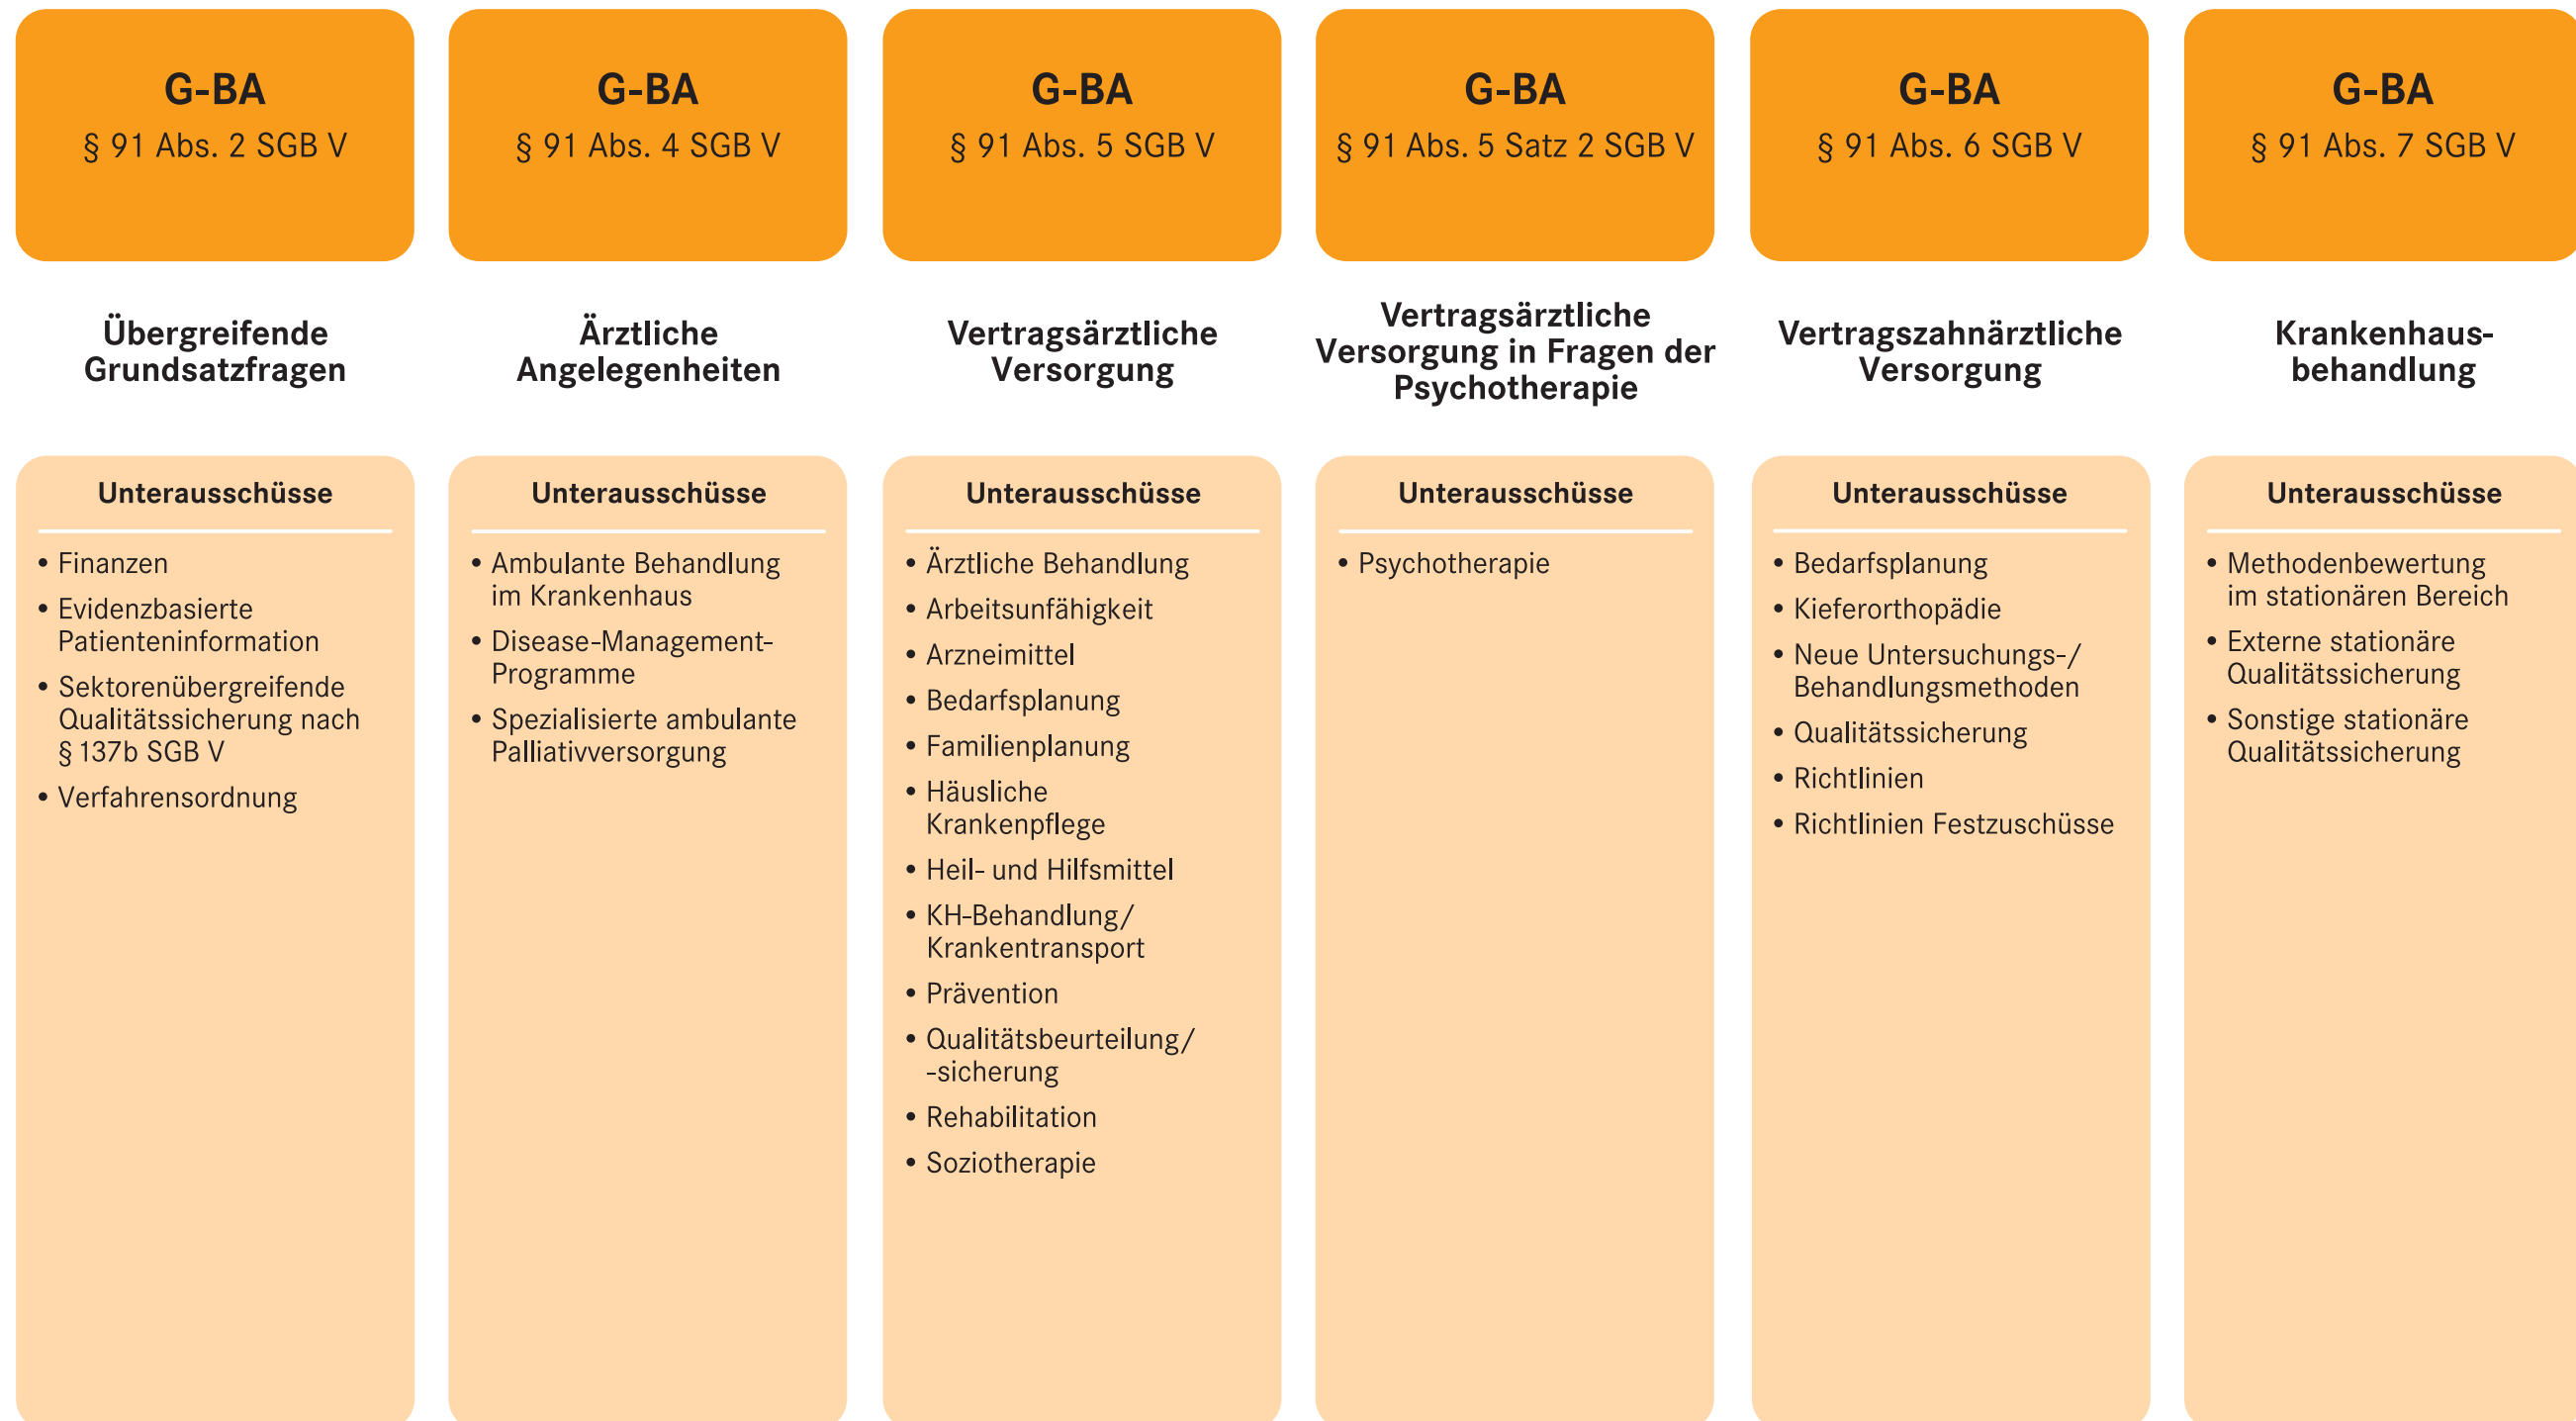 G-BA
§ 91 Abs. 2 SGB V
Übergreifende
Grundsatzfragen
Unterausschüsse
• Finanzen
• Evidenzbasierte
Patienteninformation
• Sektorenübergreifende
Qualitätssicherung nach
§ 137b SGB V
• Verfahrensordnung
G-BA
§ 91 Abs. 4 SGB V
Ärztliche
Angelegenheiten
Unterausschüsse
• Ambulante Behandlung
im Krankenhaus
• Disease-Management-
Programme
• Spezialisierte ambulante
Palliativversorgung
G-BA
§ 91 Abs. 5 SGB V
Vertragsärztliche
Versorgung
Unterausschüsse
• Ärztliche Behandlung
• Arbeitsunfähigkeit
• Arzneimittel
• Bedarfsplanung
• Familienplanung
• Häusliche
Krankenpflege
• Heil- und Hilfsmittel
• KH-Behandlung/
Krankentransport
• Prävention
• Qualitätsbeurteilung/
-sicherung
• Rehabilitation
• Soziotherapie
G-BA
§ 91 Abs. 5 Satz 2 SGB V
Vertragsärztliche
Versorgung in Fragen der
Psychotherapie
Unterausschüsse
• Psychotherapie
G-BA
§ 91 Abs. 6 SGB V
Vertragszahnärztliche
Versorgung
Unterausschüsse
• Bedarfsplanung
• Kieferorthopädie
• Neue Untersuchungs-/
Behandlungsmethoden
• Qualitätssicherung
• Richtlinien
• Richtlinien Festzuschüsse
G-BA
§ 91 Abs. 7 SGB V
Krankenhaus-
behandlung
Unterausschüsse
• Methodenbewertung
im stationären Bereich
• Externe stationäre
Qualitätssicherung
• Sonstige stationäre
Qualitätssicherung